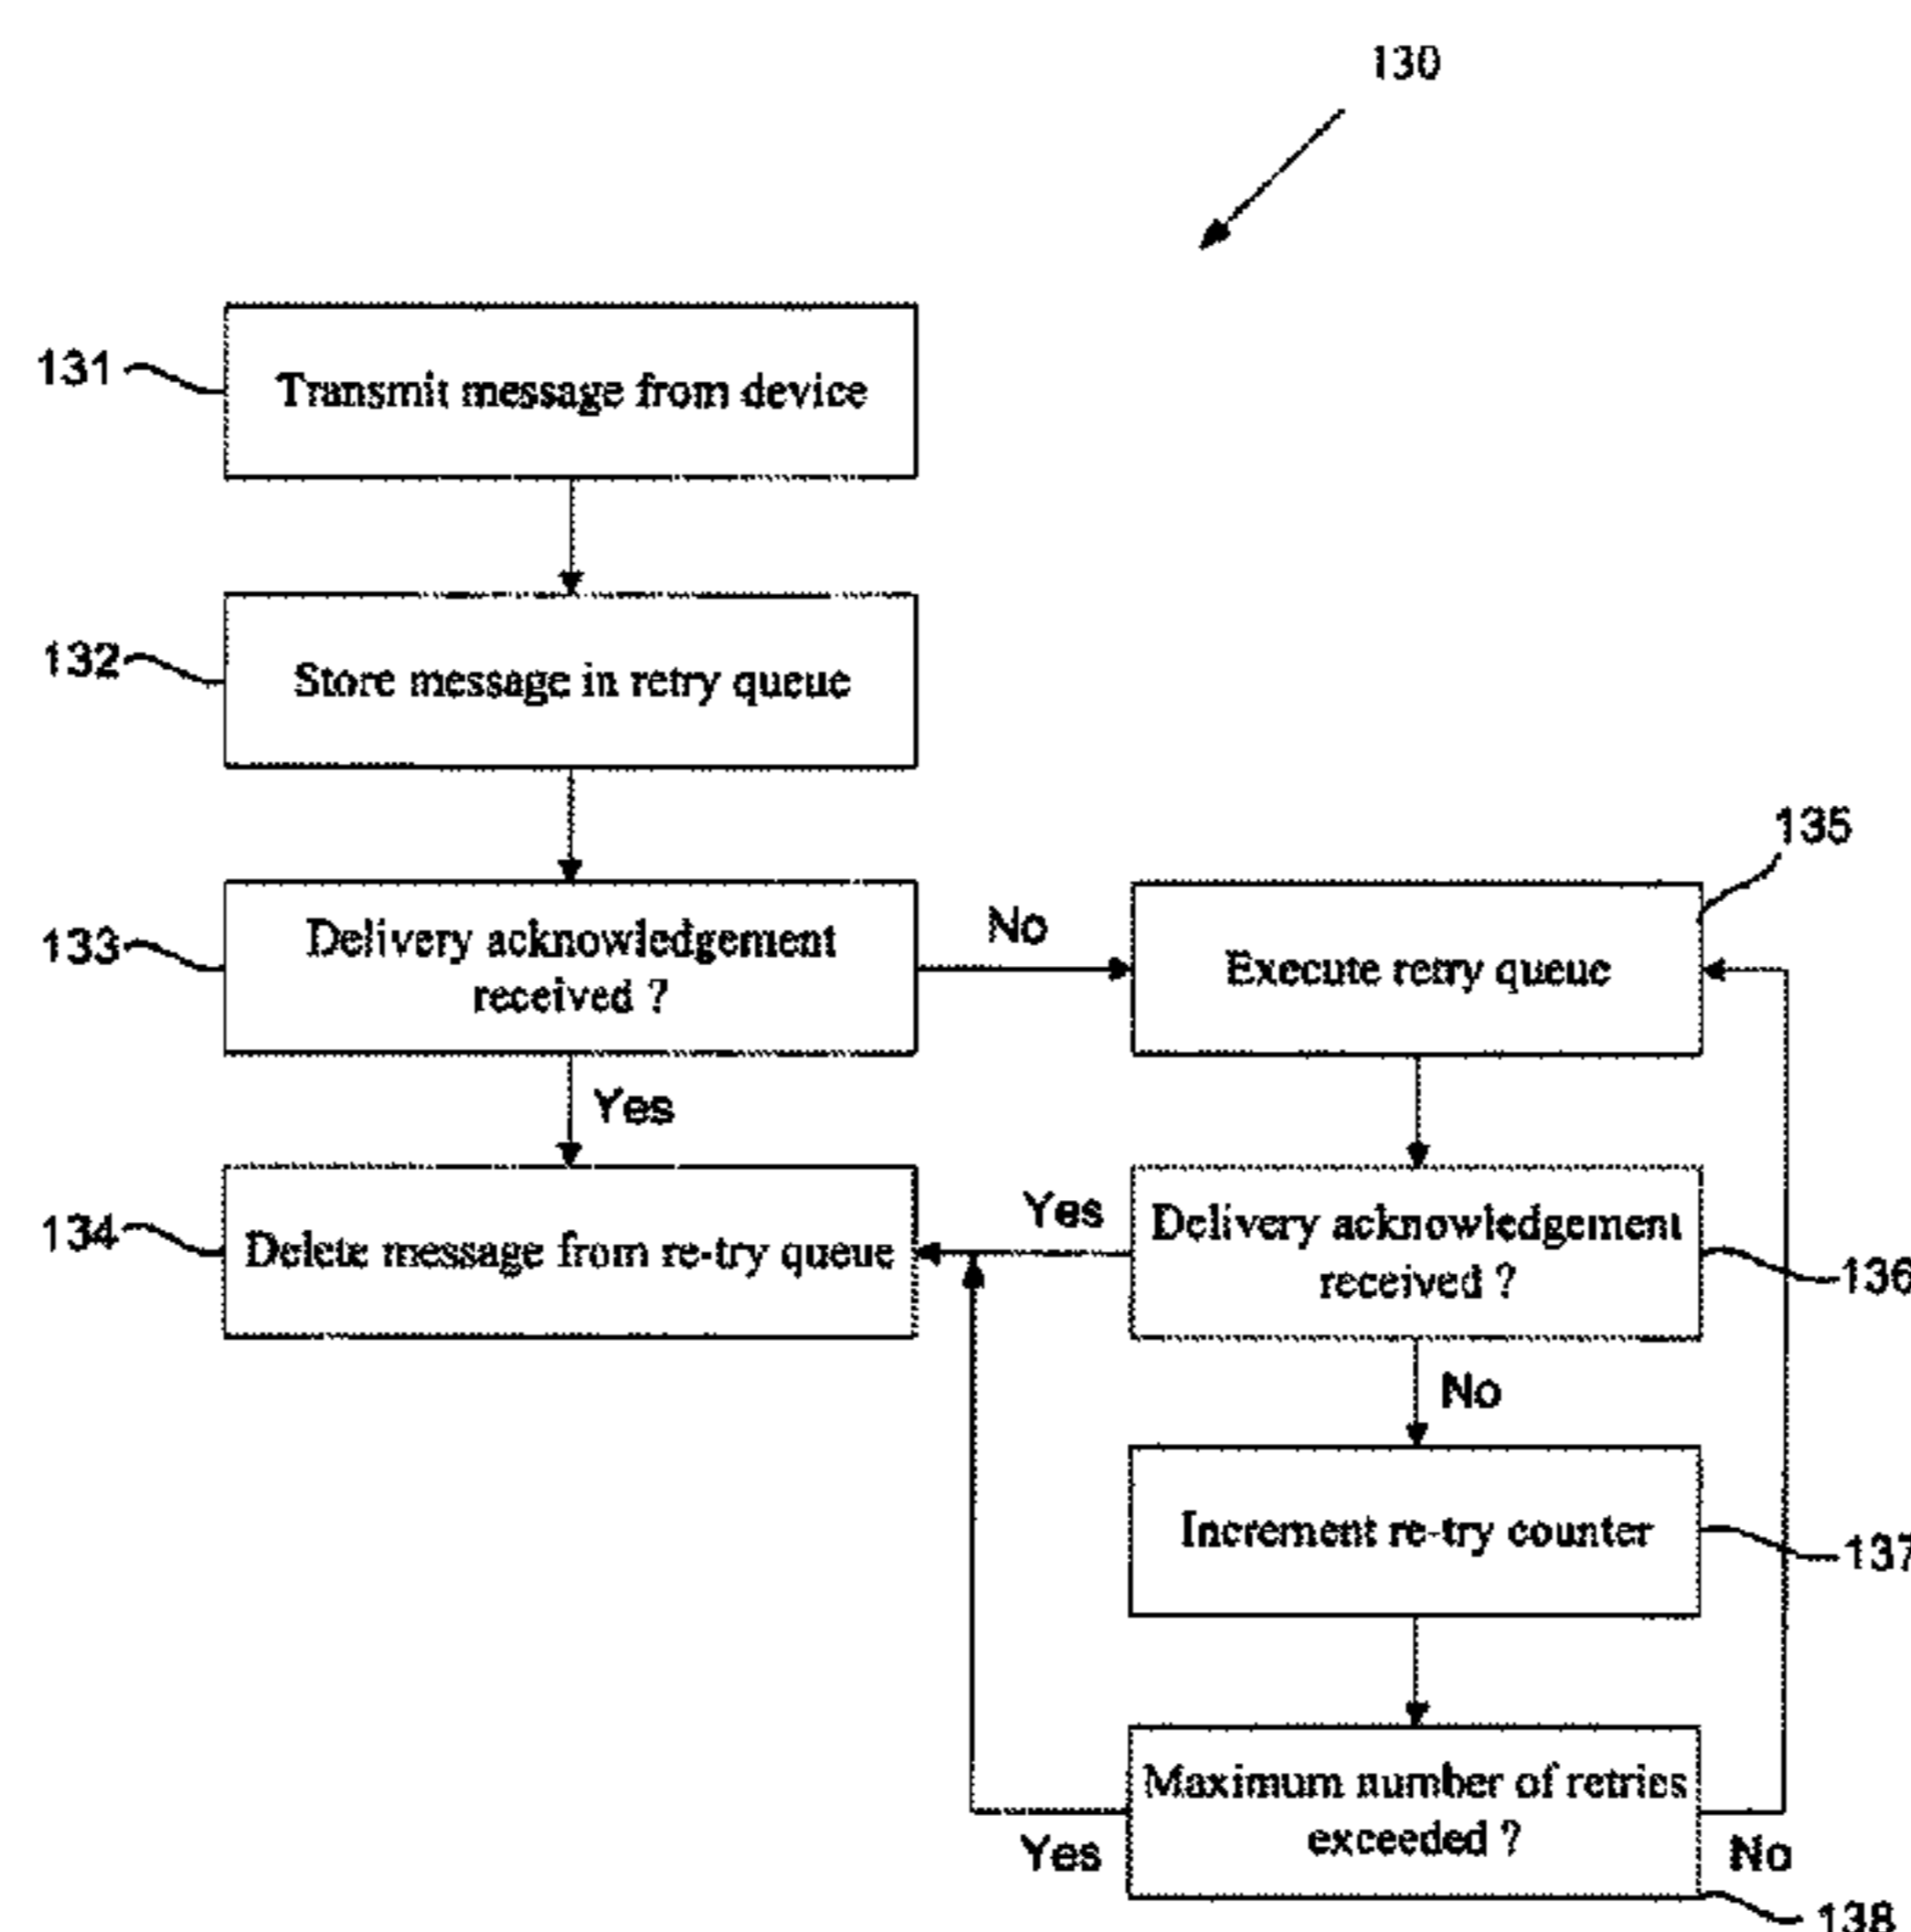 130
131
Transmit message from device
132
Store message in retry queue
133
Delivery acknowledgement
received ?
No
135
Execute retry queue
Yes
134
Delete message from re-try queue
Yes
Delivery acknowledgement
received ?
136
No
Increment re-try counter
137
Maximum number of retries
exceeded ?
Yes
No
138